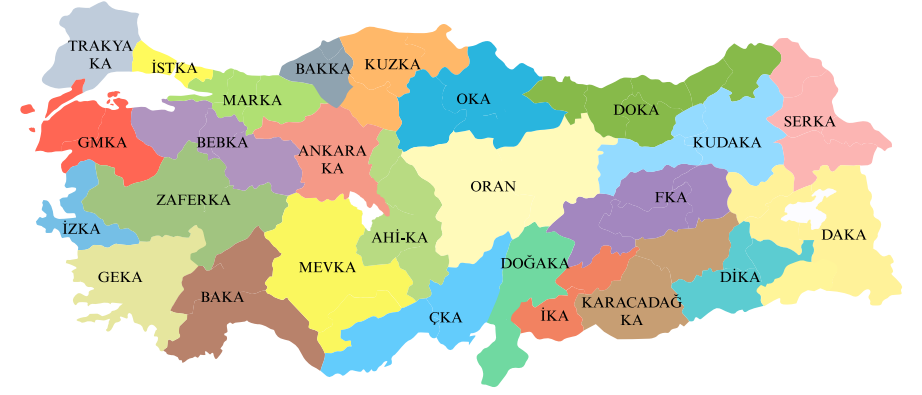 TRAKYA
KA
İSTKA
BAKKA
KUZKA
MARKA
OKA
DOKA
SERKA
GMKA
BEBKA
ANKARA
KA
KUDAKA
ORAN
ZAFERKA
FKA
İZKA
AHİ-KA
DAKA
GEKA
BAKA
MEVKA
DOĞAKA
DİKA
ÇKA
İKA
KARACADAĞ
KA